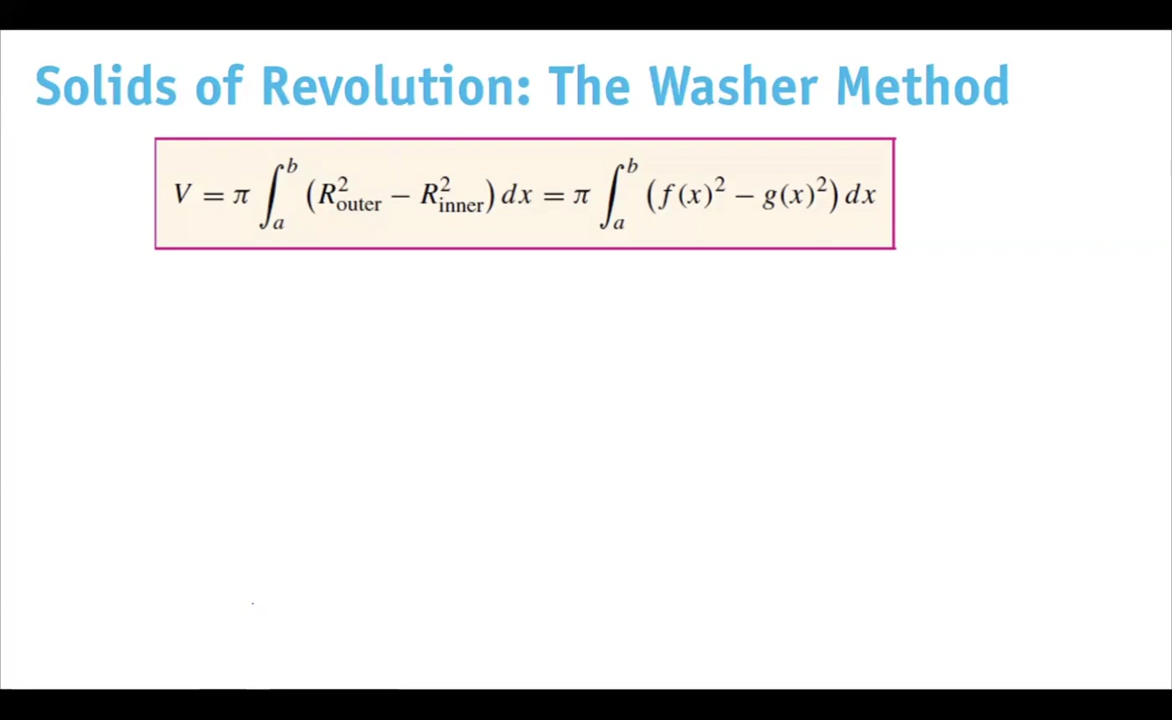 Solids of Revolution: The Washer Method
V = π ∫_a^b (R²_outer − R²_inner) dx = π ∫_a^b (f(x)² − g(x)²) dx